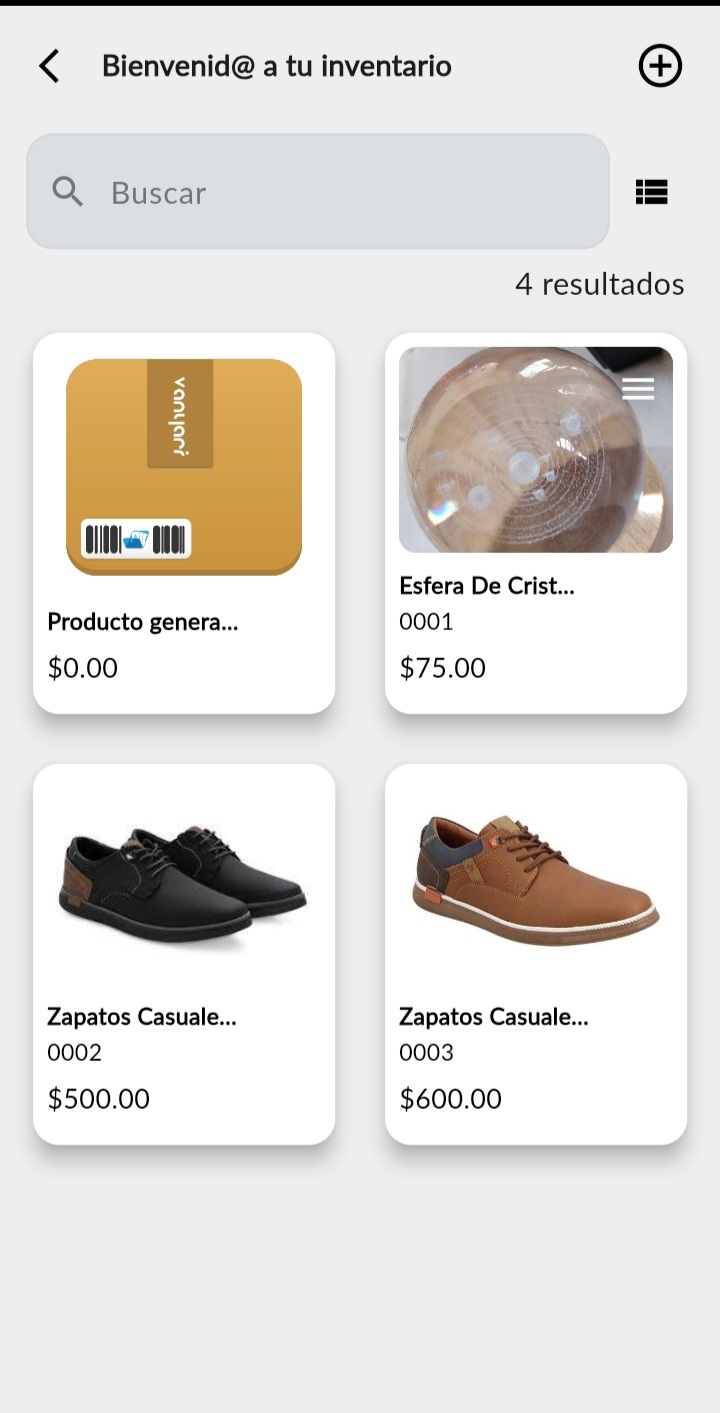 Bienvenid@ a tu inventario
Buscar
4 resultados
Producto genera...
$0.00
Esfera De Crist...
0001
$75.00
Zapatos Casuale...
0002
$500.00
Zapatos Casuale...
0003
$600.00